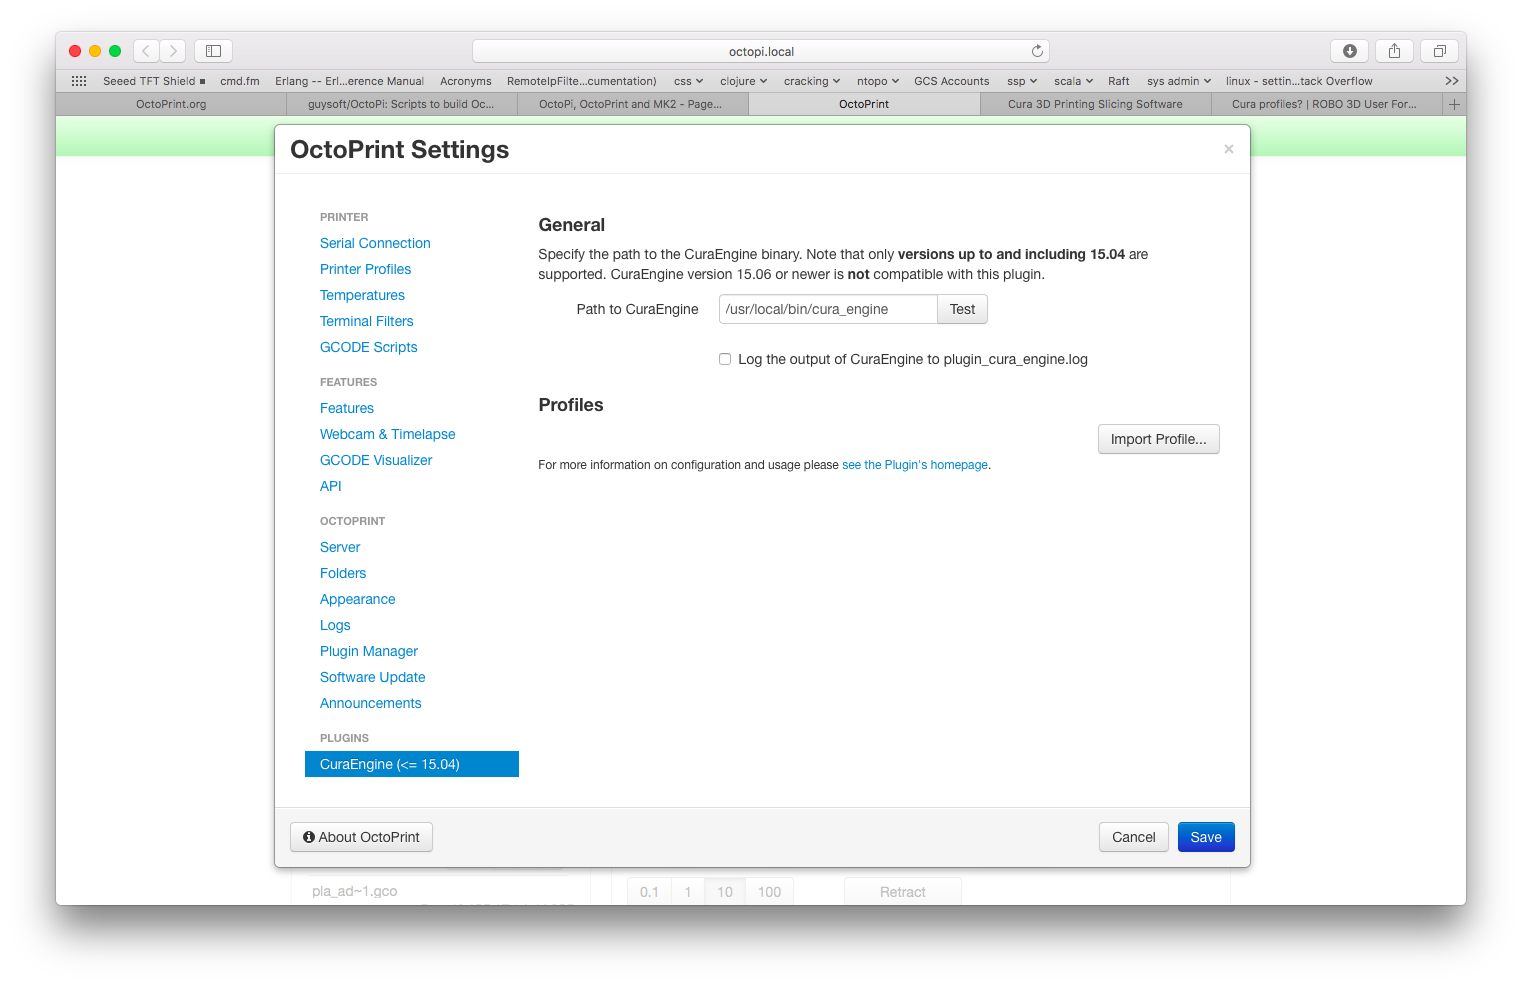 octopi.local
Seeed TFT Shield ■ cmd.fm Erlang -- Erl...erence Manual Acronyms RemoteIpFilte...cumentation) css clojure cracking ntopo GCS Accounts ssp scala Raft sys admin linux - settin...tack Overflow >>
OctoPrint.org guysoft/OctoPi: Scripts to build Oc... OctoPi, OctoPrint and MK2 - Page... OctoPrint Cura 3D Printing Slicing Software Cura profiles? | ROBO 3D User For... +
OctoPrint Settings ×
PRINTER
Serial Connection
Printer Profiles
Temperatures
Terminal Filters
GCODE Scripts
FEATURES
Features
Webcam & Timelapse
GCODE Visualizer
API
OCTOPRINT
Server
Folders
Appearance
Logs
Plugin Manager
Software Update
Announcements
PLUGINS
CuraEngine (<= 15.04)
General
Specify the path to the CuraEngine binary. Note that only versions up to and including 15.04 are
supported. CuraEngine version 15.06 or newer is not compatible with this plugin.
Path to CuraEngine /usr/local/bin/cura_engine Test
Log the output of CuraEngine to plugin_cura_engine.log
Profiles
Import Profile...
For more information on configuration and usage please see the Plugin's homepage.
About OctoPrint Cancel Save
pla_ad~1.gco 0.1 1 10 100 Retract